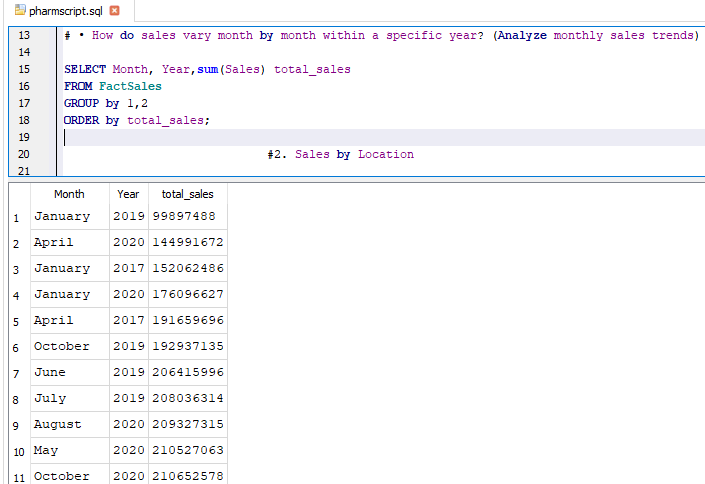 pharmscript.sql
13 # • How do sales vary month by month within a specific year? (Analyze monthly sales trends)
14
15 SELECT Month, Year,sum(Sales) total_sales
16 FROM FactSales
17 GROUP by 1,2
18 ORDER by total_sales;
19
20 #2. Sales by Location
21
Month Year total_sales
1 January 2019 99897488
2 April 2020 144991672
3 January 2017 152062486
4 January 2020 176096627
5 April 2017 191659696
6 October 2019 192937135
7 June 2019 206415996
8 July 2019 208036314
9 August 2020 209327315
10 May 2020 210527063
11 October 2020 210652578